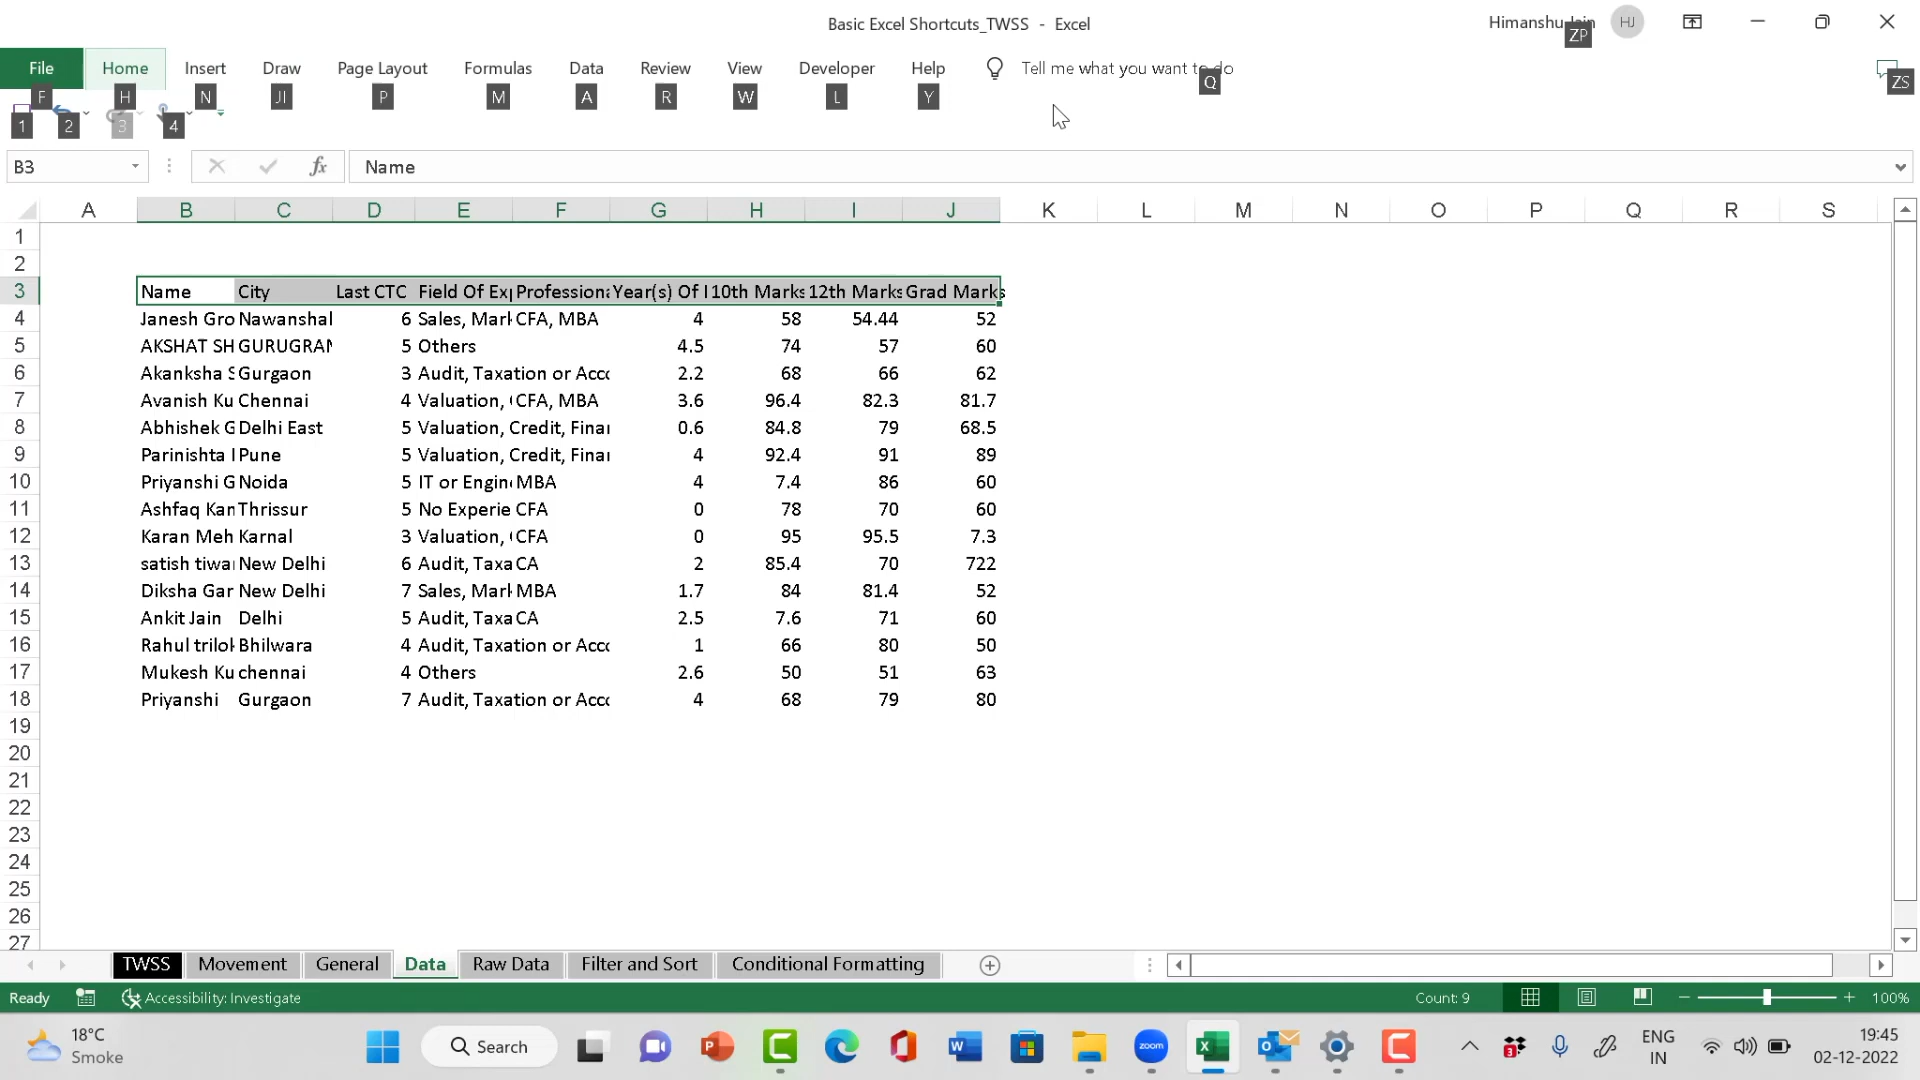 Basic Excel Shortcuts_TWSS - Excel
Himanshu Jain HJ
ZP
File Home Insert Draw Page Layout Formulas Data Review View Developer Help Tell me what you want to do
F H N JI P M A R W L Y Q ZS
1 2 3 4
B3 fx Name
A B C D E F G H I J K L M N O P Q R S
1
2
3 Name City Last CTC Field Of Exp Professiona Year(s) Of 10th Marks 12th Marks Grad Marks
4 Janesh Gro Nawanshal 6 Sales, Mark CFA, MBA 4 58 54.44 52
5 AKSHAT SH GURUGRAM 5 Others 4.5 74 57 60
6 Akanksha S Gurgaon 3 Audit, Taxation or Acco 2.2 68 66 62
7 Avanish Ku Chennai 4 Valuation, CFA, MBA 3.6 96.4 82.3 81.7
8 Abhishek G Delhi East 5 Valuation, Credit, Finan 0.6 84.8 79 68.5
9 Parinishta Pune 5 Valuation, Credit, Finan 4 92.4 91 89
10 Priyanshi G Noida 5 IT or Engin MBA 4 7.4 86 60
11 Ashfaq Kan Thrissur 5 No Experie CFA 0 78 70 60
12 Karan Meh Karnal 3 Valuation, CFA 0 95 95.5 7.3
13 satish tiwa New Delhi 6 Audit, Taxa CA 2 85.4 70 722
14 Diksha Gar New Delhi 7 Sales, Mark MBA 1.7 84 81.4 52
15 Ankit Jain Delhi 5 Audit, Taxa CA 2.5 7.6 71 60
16 Rahul trilok Bhilwara 4 Audit, Taxation or Acco 1 66 80 50
17 Mukesh Ku chennai 4 Others 2.6 50 51 63
18 Priyanshi Gurgaon 7 Audit, Taxation or Acco 4 68 79 80
19
20
21
22
23
24
25
26
27
TWSS Movement General Data Raw Data Filter and Sort Conditional Formatting
Ready Accessibility: Investigate Count: 9 100%
18°C
Smoke
Search
zoom
3
ENG
IN
19:45
02-12-2022